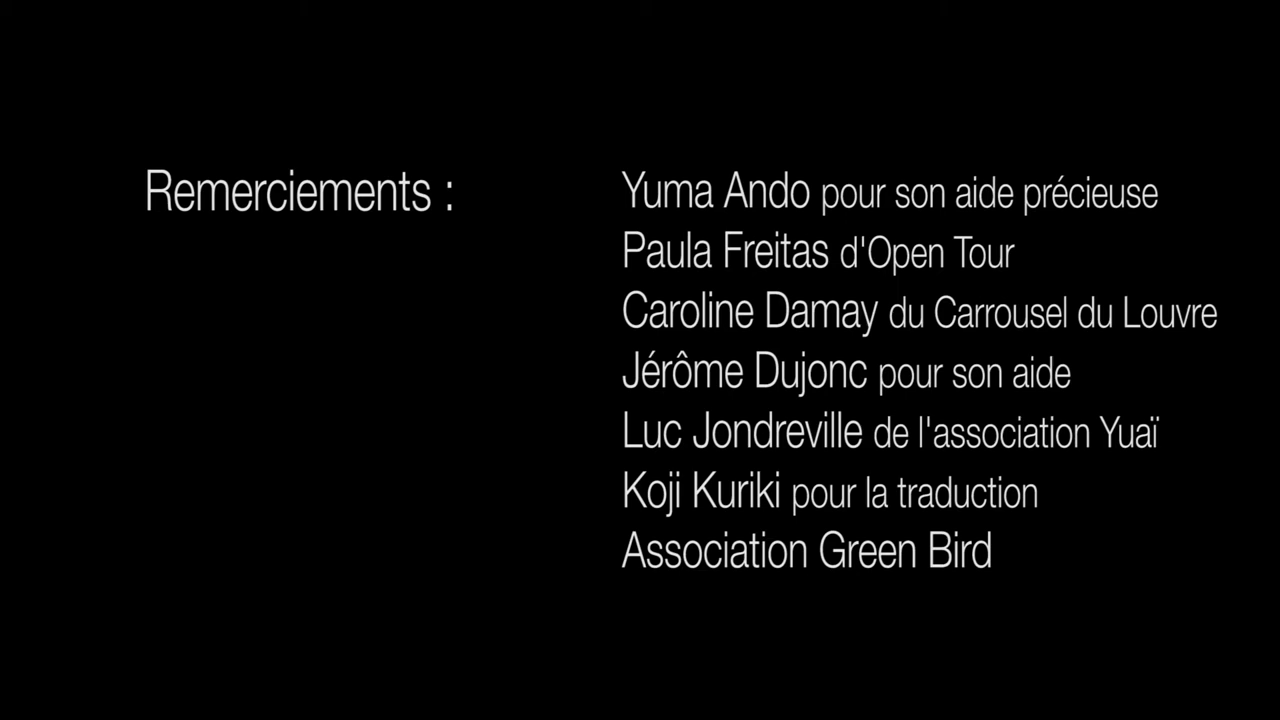 Remerciements :
Yuma Ando pour son aide précieuse
Paula Freitas d'Open Tour
Caroline Damay du Carrousel du Louvre
Jérôme Dujonc pour son aide
Luc Jondreville de l'association Yuaï
Koji Kuriki pour la traduction
Association Green Bird